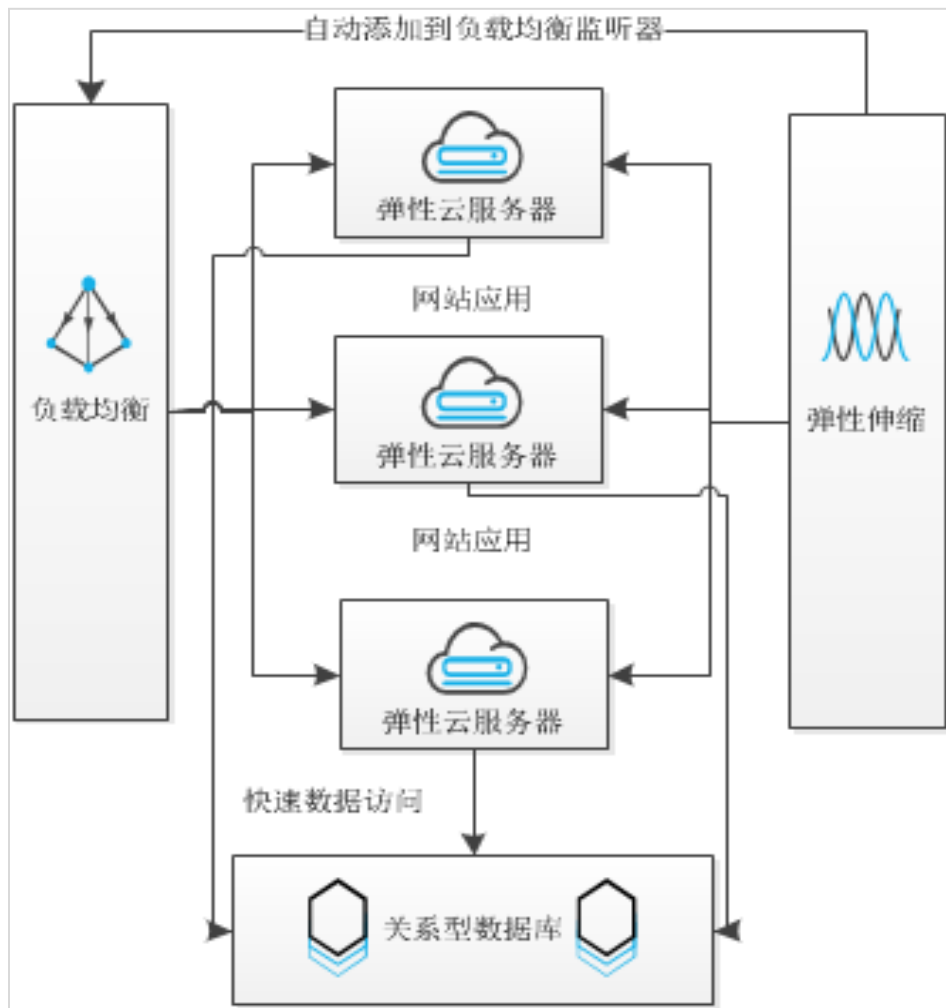 自动添加到负载均衡监听器
弹性云服务器
网站应用
负载均衡
弹性云服务器
弹性伸缩
网站应用
弹性云服务器
快速数据访问
关系型数据库